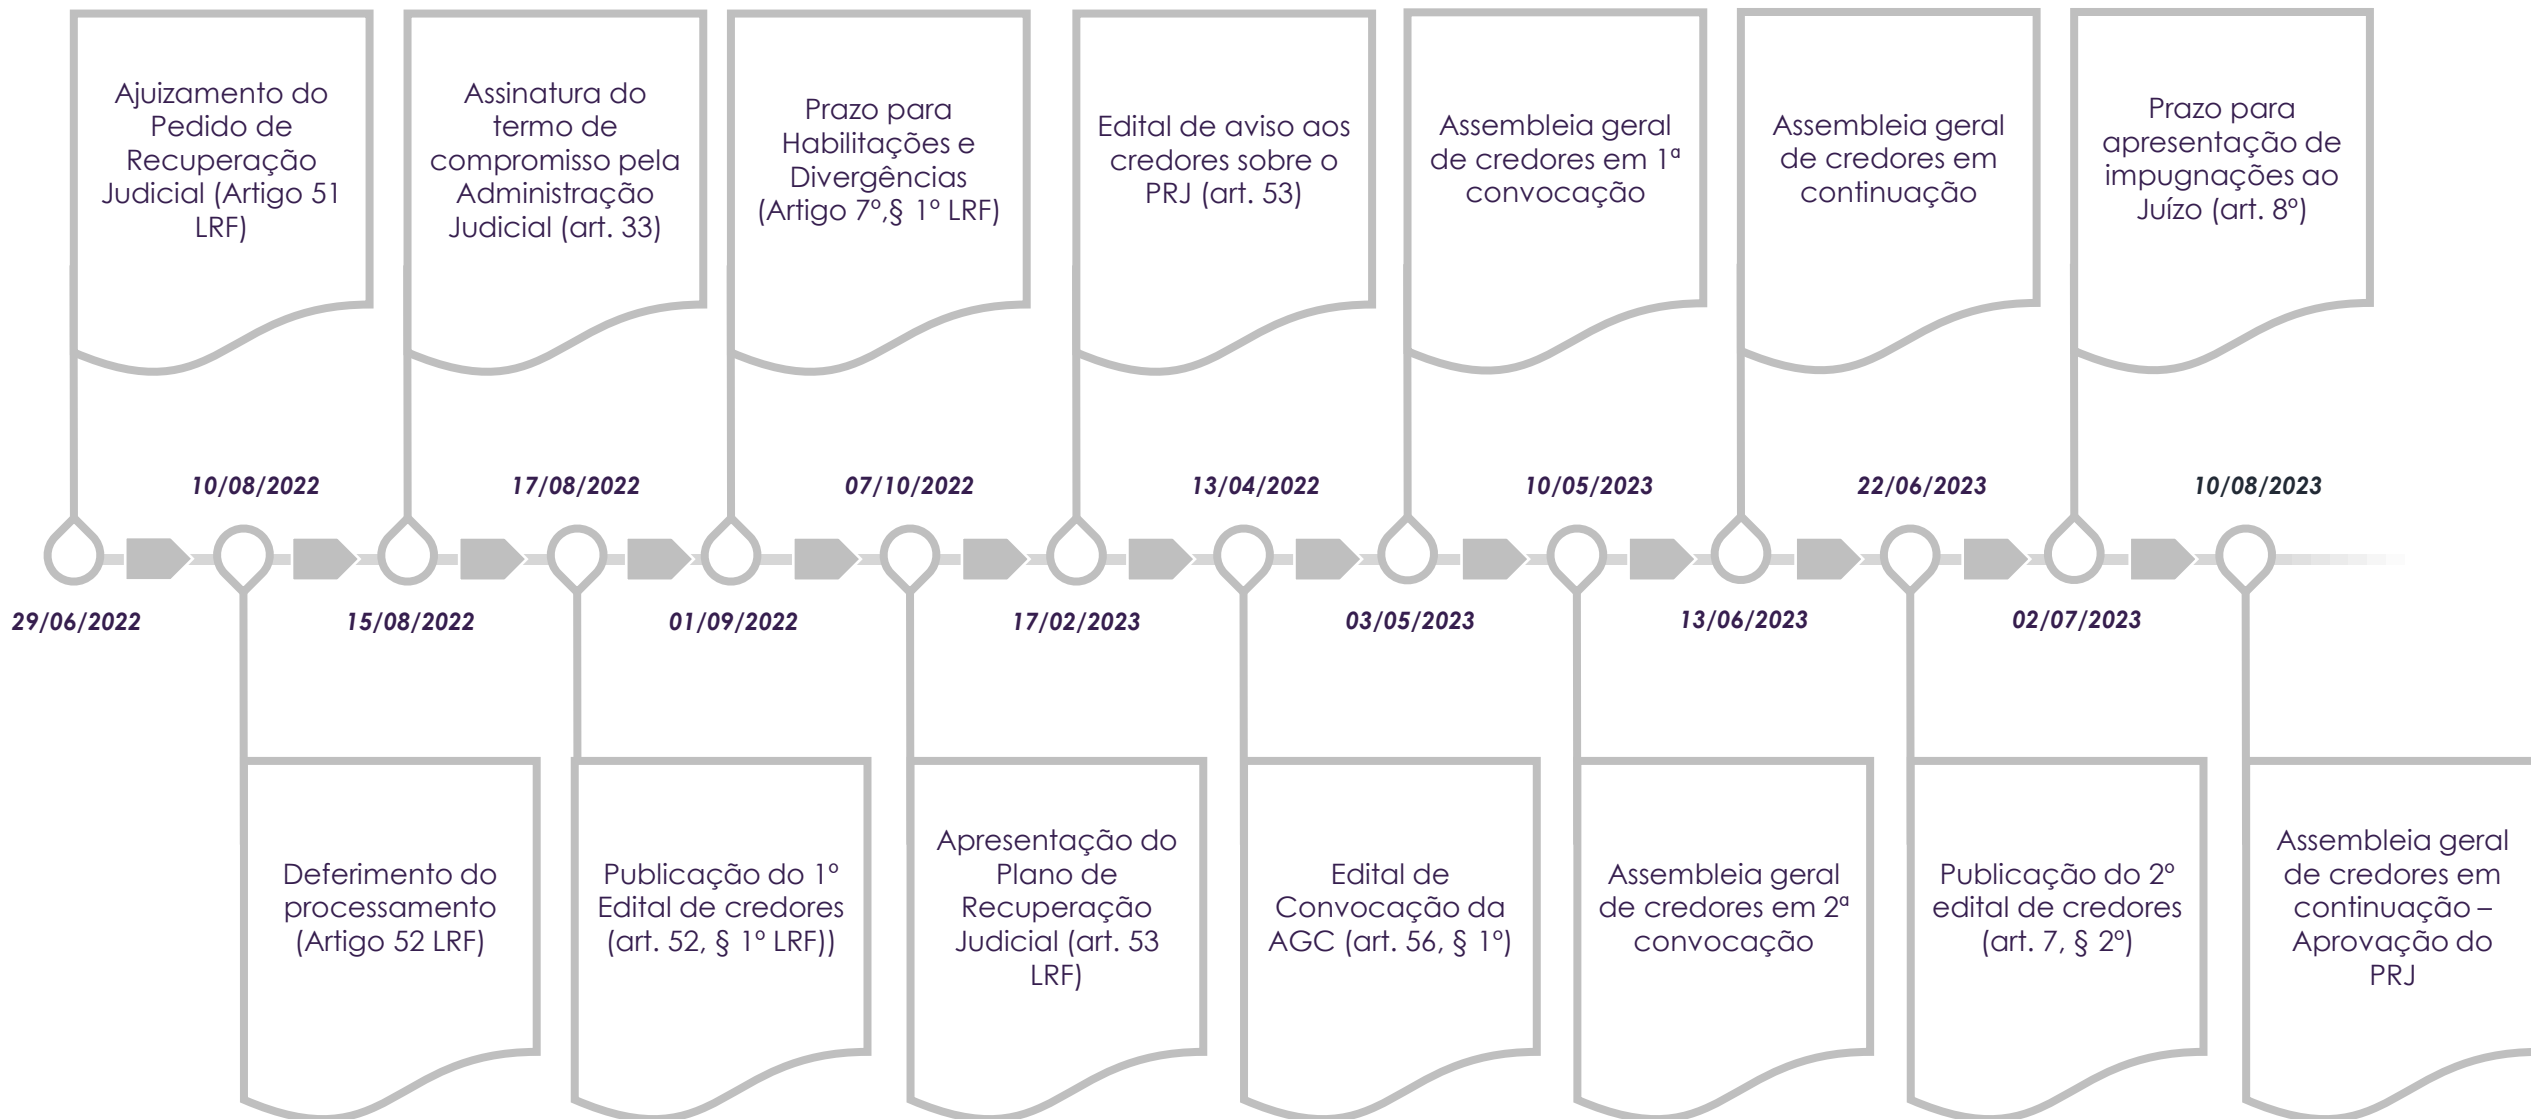 Ajuizamento do
Pedido de
Recuperação
Judicial (Artigo 51
LRF)
Assinatura do
termo de
compromisso pela
Administração
Judicial (art. 33)
Prazo para
Habilitações e
Divergências
(Artigo 7º,§ 1º LRF)
Edital de aviso aos
credores sobre o
PRJ (art. 53)
Assembleia geral
de credores em 1ª
convocação
Assembleia geral
de credores em
continuação
Prazo para
apresentação de
impugnações ao
Juízo (art. 8º)
10/08/2022
17/08/2022
07/10/2022
13/04/2022
10/05/2023
22/06/2023
10/08/2023
29/06/2022
15/08/2022
01/09/2022
17/02/2023
03/05/2023
13/06/2023
02/07/2023
Deferimento do
processamento
(Artigo 52 LRF)
Publicação do 1º
Edital de credores
(art. 52, § 1º LRF))
Apresentação do
Plano de
Recuperação
Judicial (art. 53
LRF)
Edital de
Convocação da
AGC (art. 56, § 1º)
Assembleia geral
de credores em 2ª
convocação
Publicação do 2º
edital de credores
(art. 7, § 2º)
Assembleia geral
de credores em
continuação –
Aprovação do
PRJ